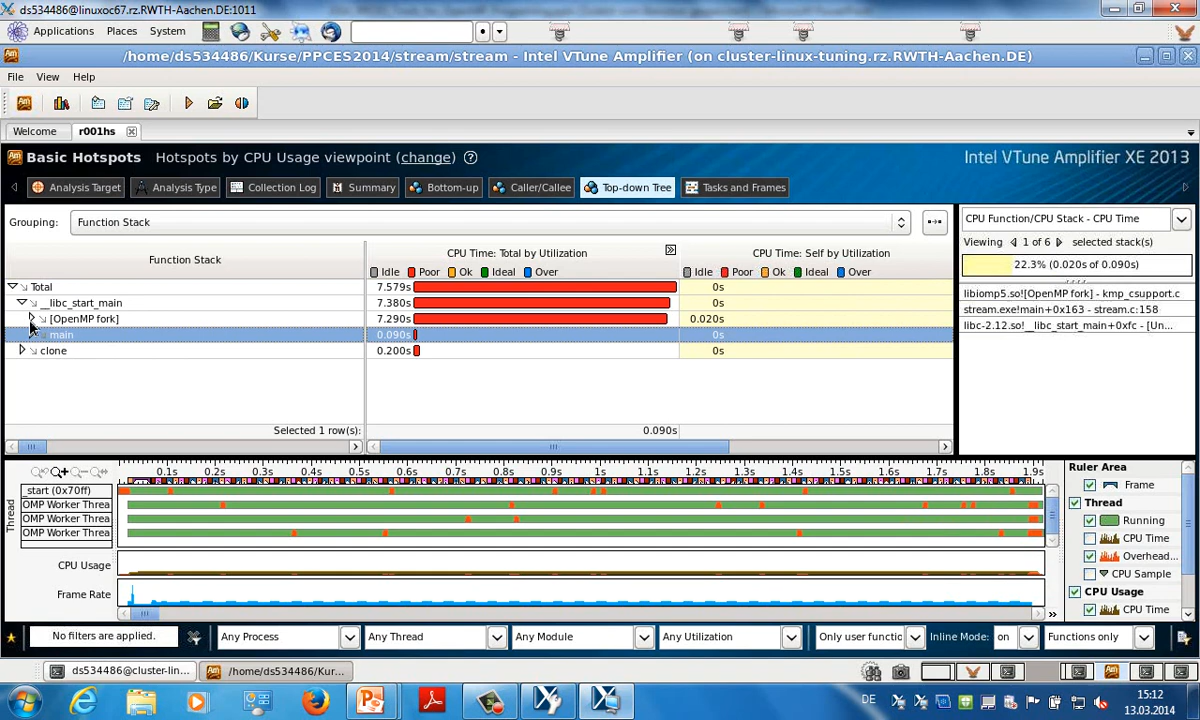 ds534486@linuxoc67.rz.RWTH-Aachen.DE:1011
Applications Places System
/home/ds534486/Kurse/PPCES2014/stream/stream - Intel VTune Amplifier (on cluster-linux-tuning.rz.RWTH-Aachen.DE)
File View Help
Welcome r001hs
Basic Hotspots Hotspots by CPU Usage viewpoint (change) ? Intel VTune Amplifier XE 2013
Analysis Target Analysis Type Collection Log Summary Bottom-up Caller/Callee Top-down Tree Tasks and Frames
Grouping: Function Stack
CPU Function/CPU Stack - CPU Time
Viewing 1 of 6 selected stack(s)
22.3% (0.020s of 0.090s)
libiomp5.so![OpenMP fork] - kmp_csupport.c
stream.exe!main+0x163 - stream.c:158
libc-2.12.so!__libc_start_main+0xfc - [Un...
Function Stack CPU Time: Total by Utilization CPU Time: Self by Utilization
Idle Poor Ok Ideal Over Idle Poor Ok Ideal Over
Total 7.579s 0s
__libc_start_main 7.380s 0s
[OpenMP fork] 7.290s 0.020s
main 0.090s 0s
clone 0.200s 0s
Selected 1 row(s): 0.090s
0.1s 0.2s 0.3s 0.4s 0.5s 0.6s 0.7s 0.8s 0.9s 1s 1.1s 1.2s 1.3s 1.4s 1.5s 1.6s 1.7s 1.8s 1.9s
Thread
_start (0x70ff)
OMP Worker Threa
OMP Worker Threa
OMP Worker Threa
CPU Usage
Frame Rate
Ruler Area
Frame
Thread
Running
CPU Time
Overhead...
CPU Sample
CPU Usage
CPU Time
No filters are applied. Any Process Any Thread Any Module Any Utilization Only user functio Inline Mode: on Functions only
ds534486@cluster-lin... /home/ds534486/Kur...
DE
15:12
13.03.2014